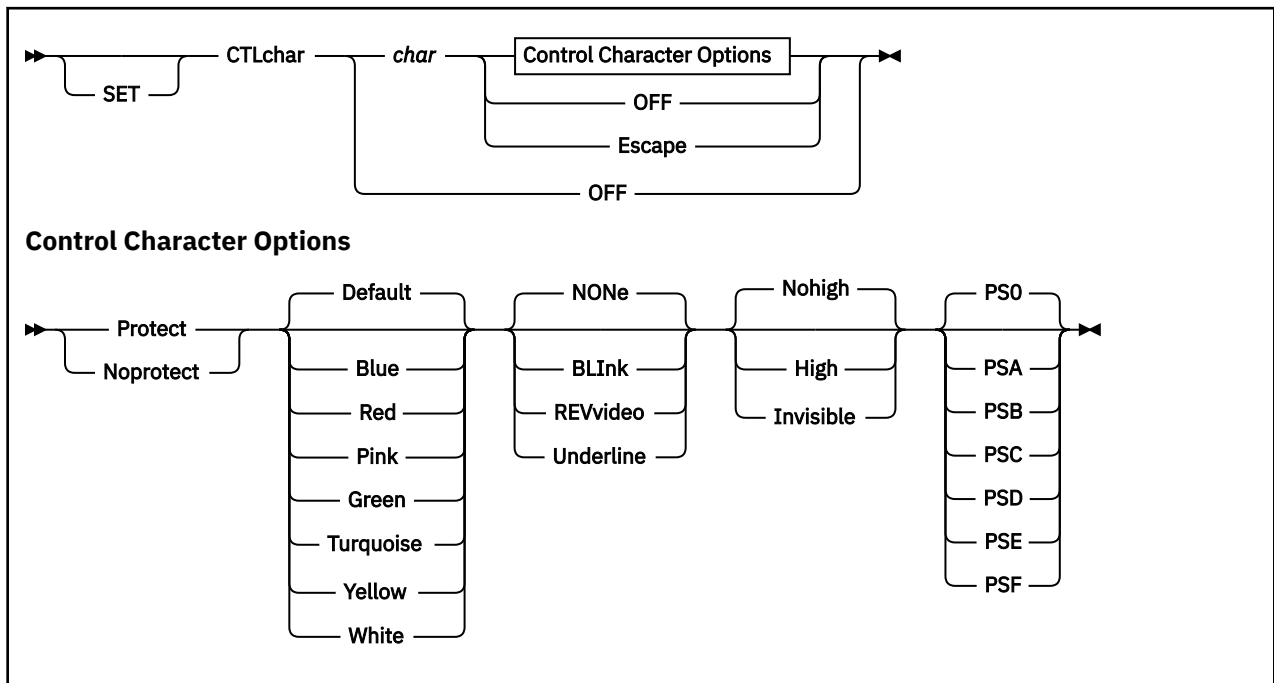 CTLchar char Control Character Options
SET
OFF
Escape
OFF
Control Character Options
Default NONe Nohigh PS0
Protect
Noprotect Blue BLInk High PSA
Red REVvideo Invisible PSB
Pink Underline PSC
Green PSD
Turquoise PSE
Yellow PSF
White